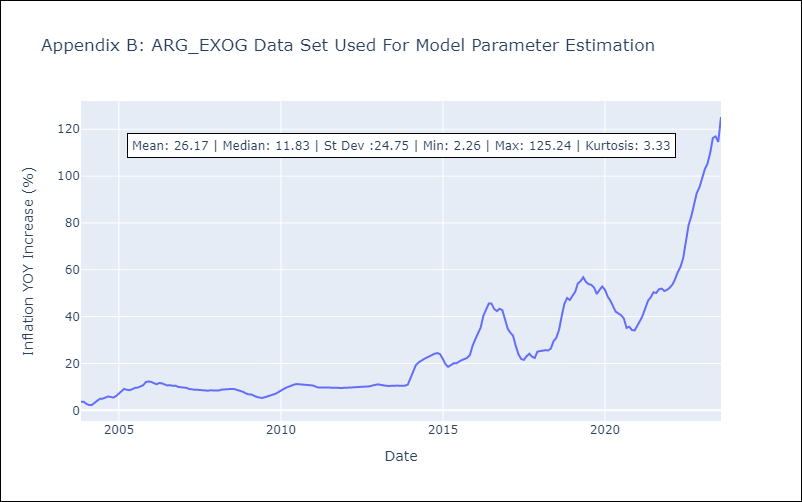 Appendix B: ARG_EXOG Data Set Used For Model Parameter Estimation
Inflation YOY Increase (%)
120
100
80
60
40
20
0
Mean: 26.17 | Median: 11.83 | St Dev :24.75 | Min: 2.26 | Max: 125.24 | Kurtosis: 3.33
2005
2010
2015
2020
Date